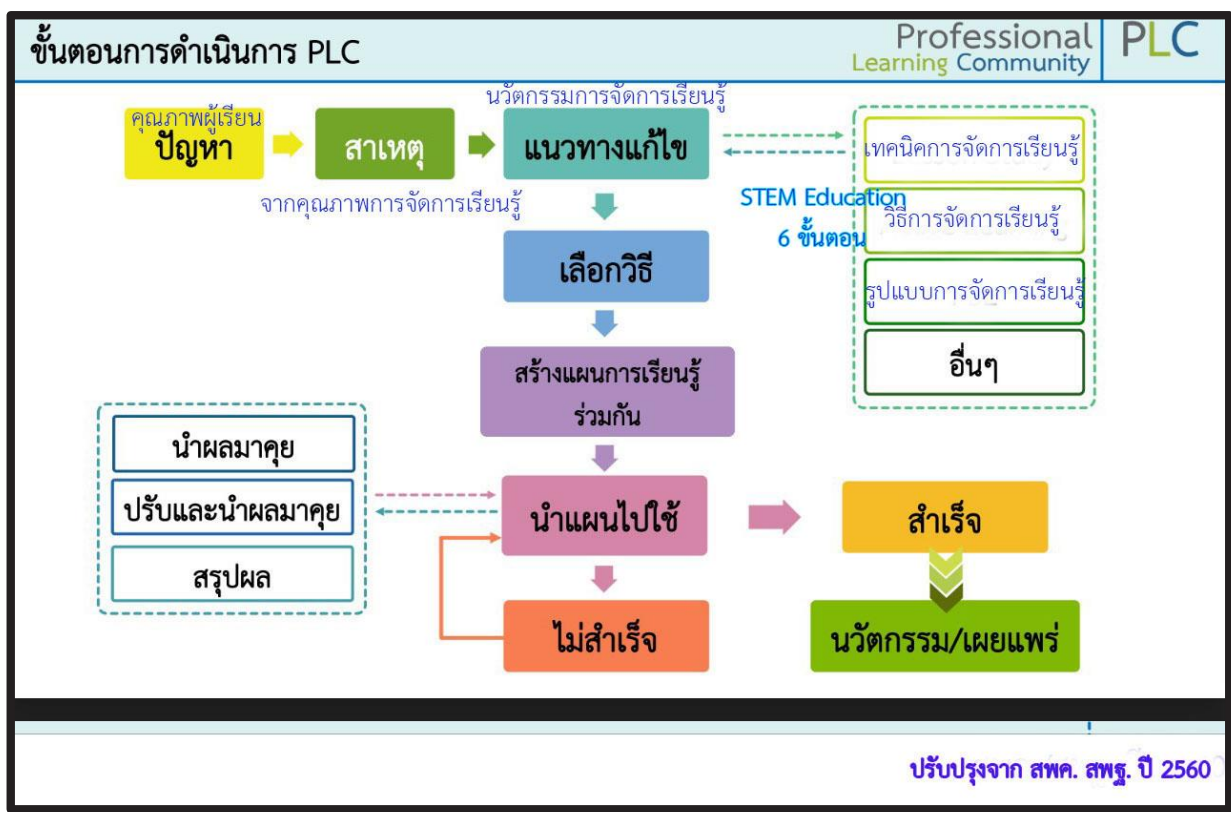 ขั้นตอนการดำเนินการ PLC
Professional
Learning Community
PLC
นวัตกรรมการจัดการเรียนรู้
คุณภาพผู้เรียน
ปัญหา
สาเหตุ
แนวทางแก้ไข
เทคนิคการจัดการเรียนรู้
จากคุณภาพการจัดการเรียนรู้
STEM Education
6 ขั้นตอน
วิธีการจัดการเรียนรู้
เลือกวิธี
รูปแบบการจัดการเรียนรู้
อื่นๆ
สร้างแผนการเรียนรู้
ร่วมกัน
นำผลมาคุย
ปรับและนำผลมาคุย
สรุปผล
นำแผนไปใช้
สำเร็จ
ไม่สำเร็จ
นวัตกรรม/เผยแพร่
ปรับปรุงจาก สพค. สพฐ. ปี 2560